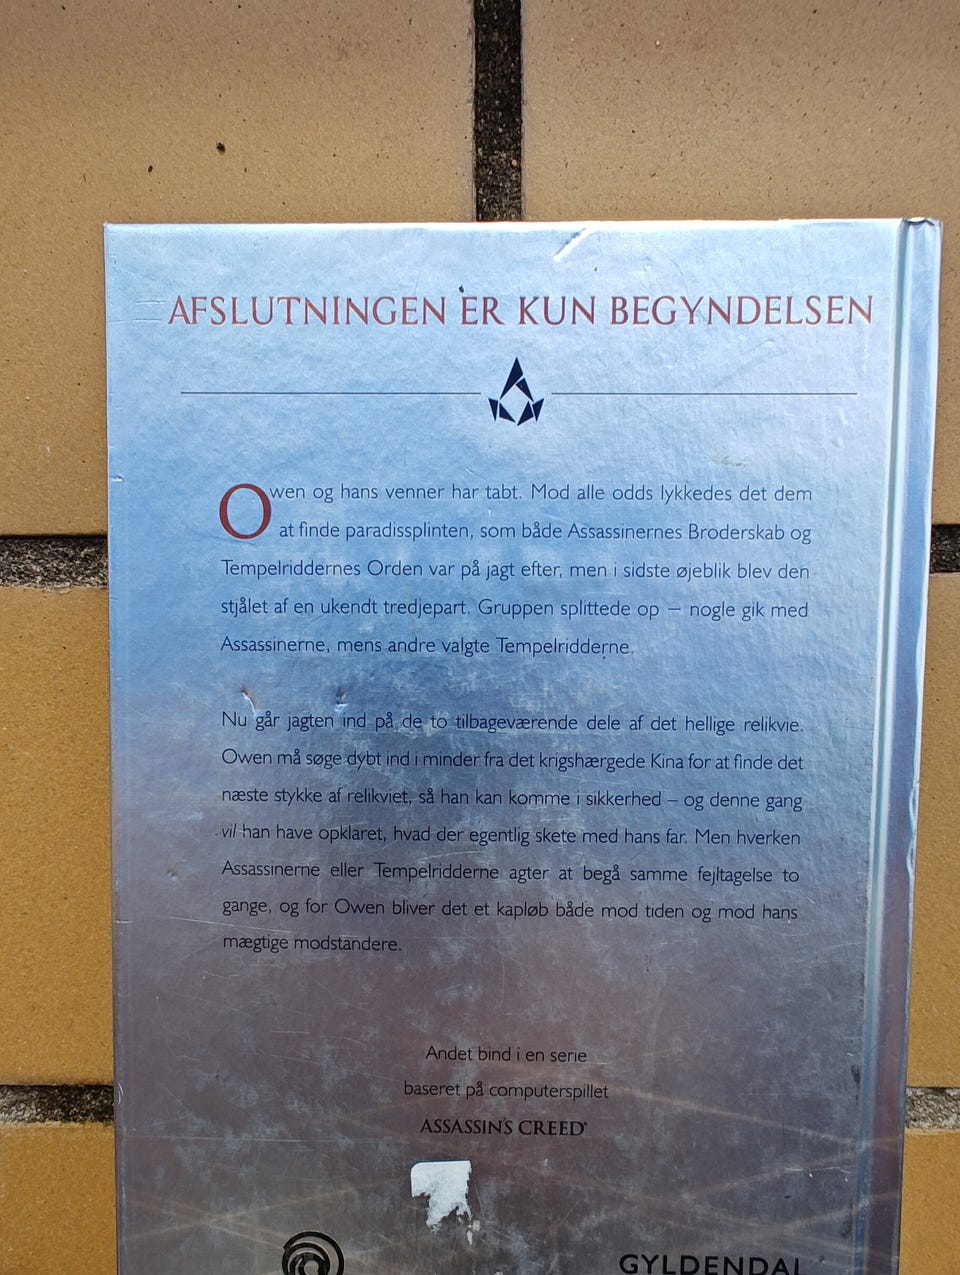 AFSLUTNINGEN ER KUN BEGYNDELSEN
Owen og hans venner har tabt. Mod alle odds lykkedes det dem
at finde paradissplinten, som både Assassinernes Broderskab og
Tempelriddernes Orden var på jagt efter, men i sidste øjeblik blev den
stjålet af en ukendt tredjepart. Gruppen splittede op – nogle gik med
Assassinerne, mens andre valgte Tempelridderne.
Nu går jagten ind på de to tilbageværende dele af det hellige relikvie.
Owen må søge dybt ind i minder fra det krigshærgede Kina for at finde det
næste stykke af relikviet, så han kan komme i sikkerhed – og denne gang
vil han have opklaret, hvad der egentlig skete med hans far. Men hverken
Assassinerne eller Tempelridderne agter at begå samme fejltagelse to
gange, og for Owen bliver det et kapløb både mod tiden og mod hans
mægtige modstandere.
Andet bind i en serie
baseret på computerspillet
ASSASSIN'S CREED®
GYLDENDAL